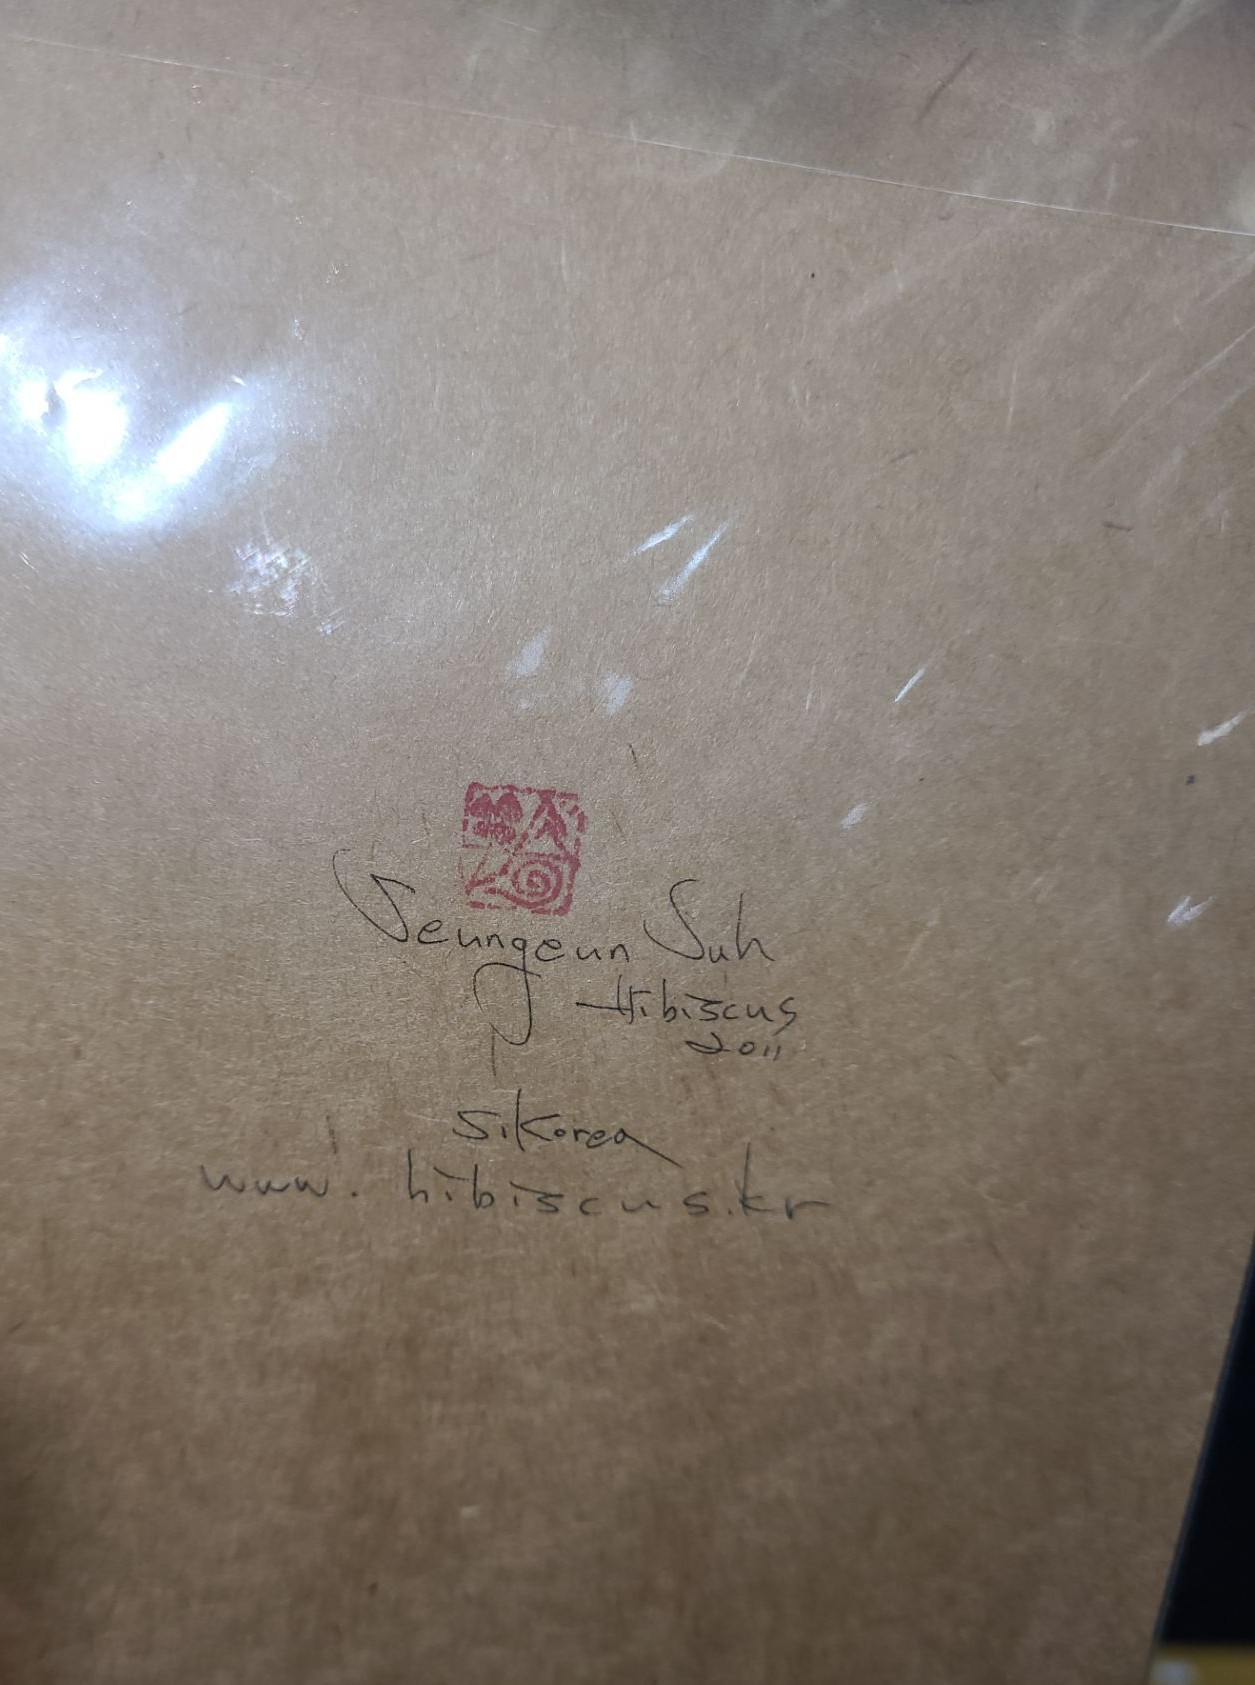 Seungeun Suh
Hibiscus
2011
S.Korea
www.hibiscus.kr